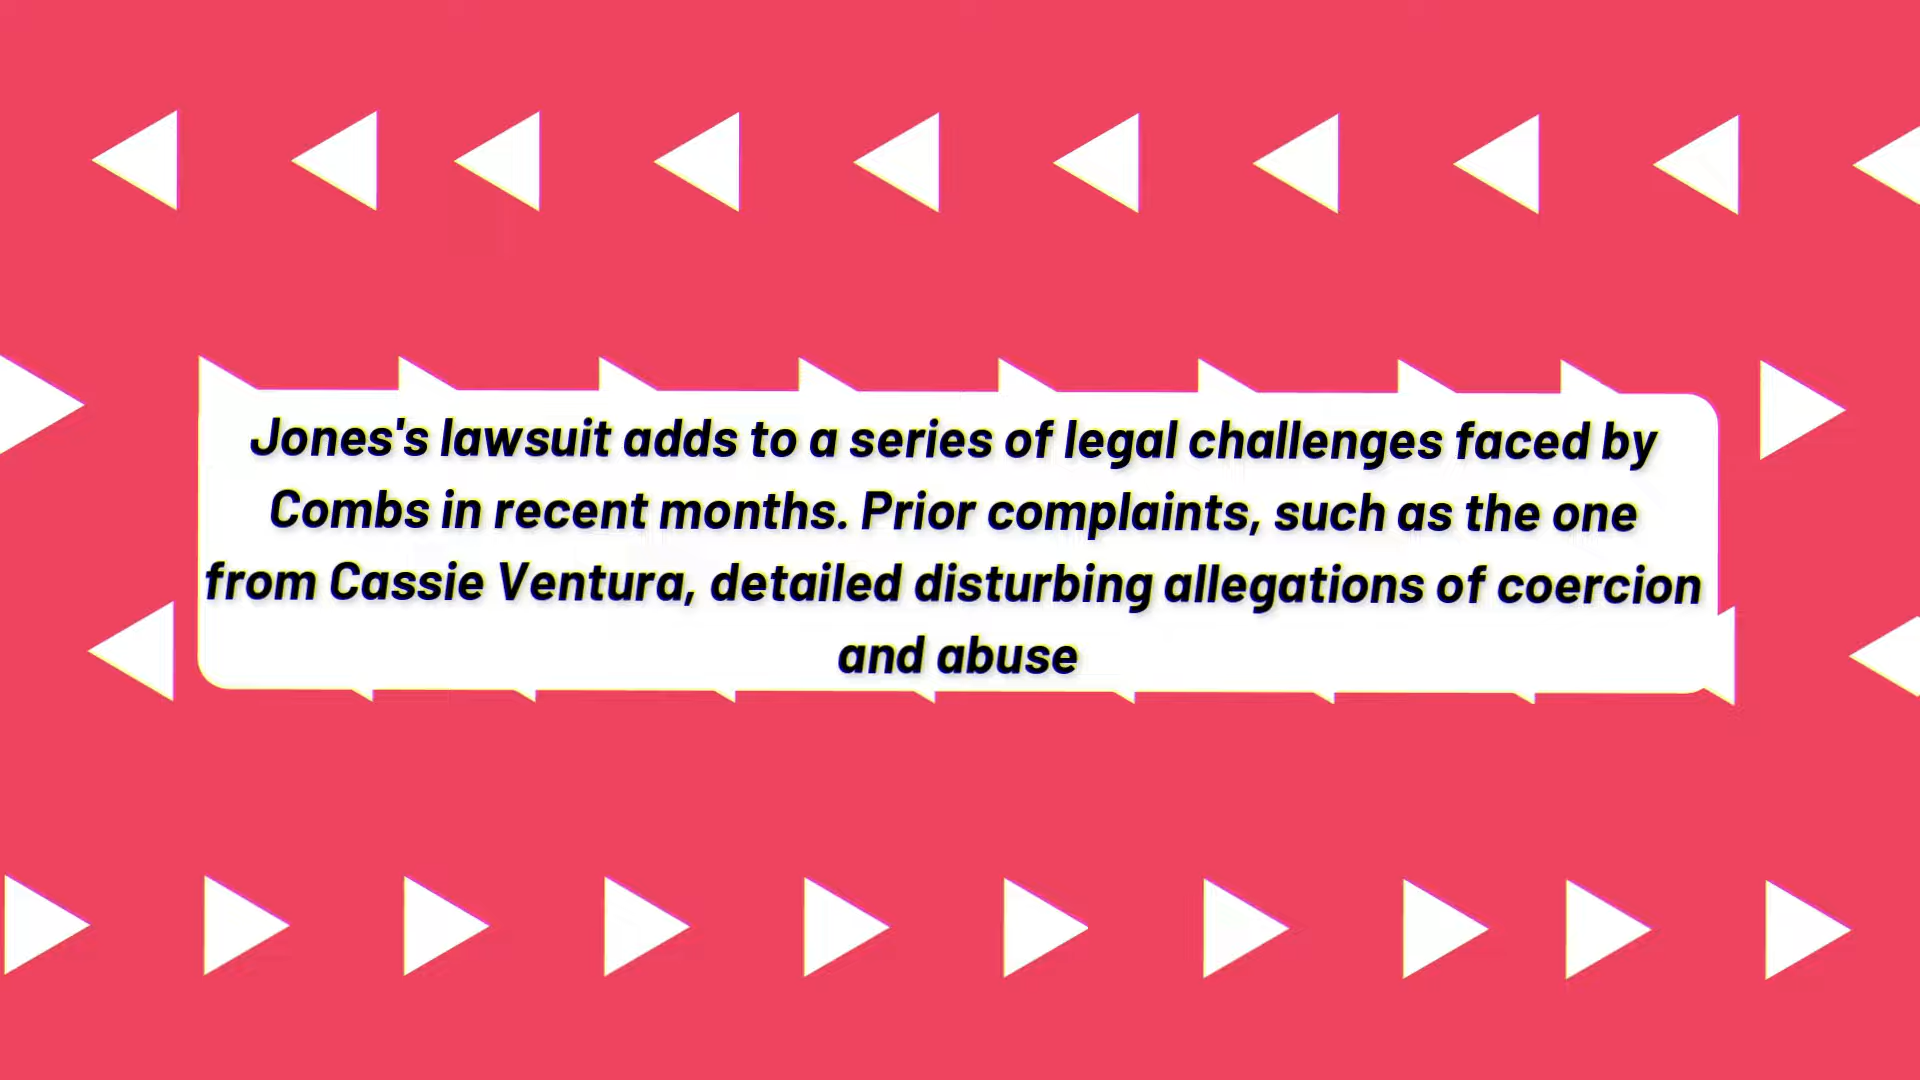 Jones's lawsuit adds to a series of legal challenges faced by
Combs in recent months. Prior complaints, such as the one
from Cassie Ventura, detailed disturbing allegations of coercion
and abuse